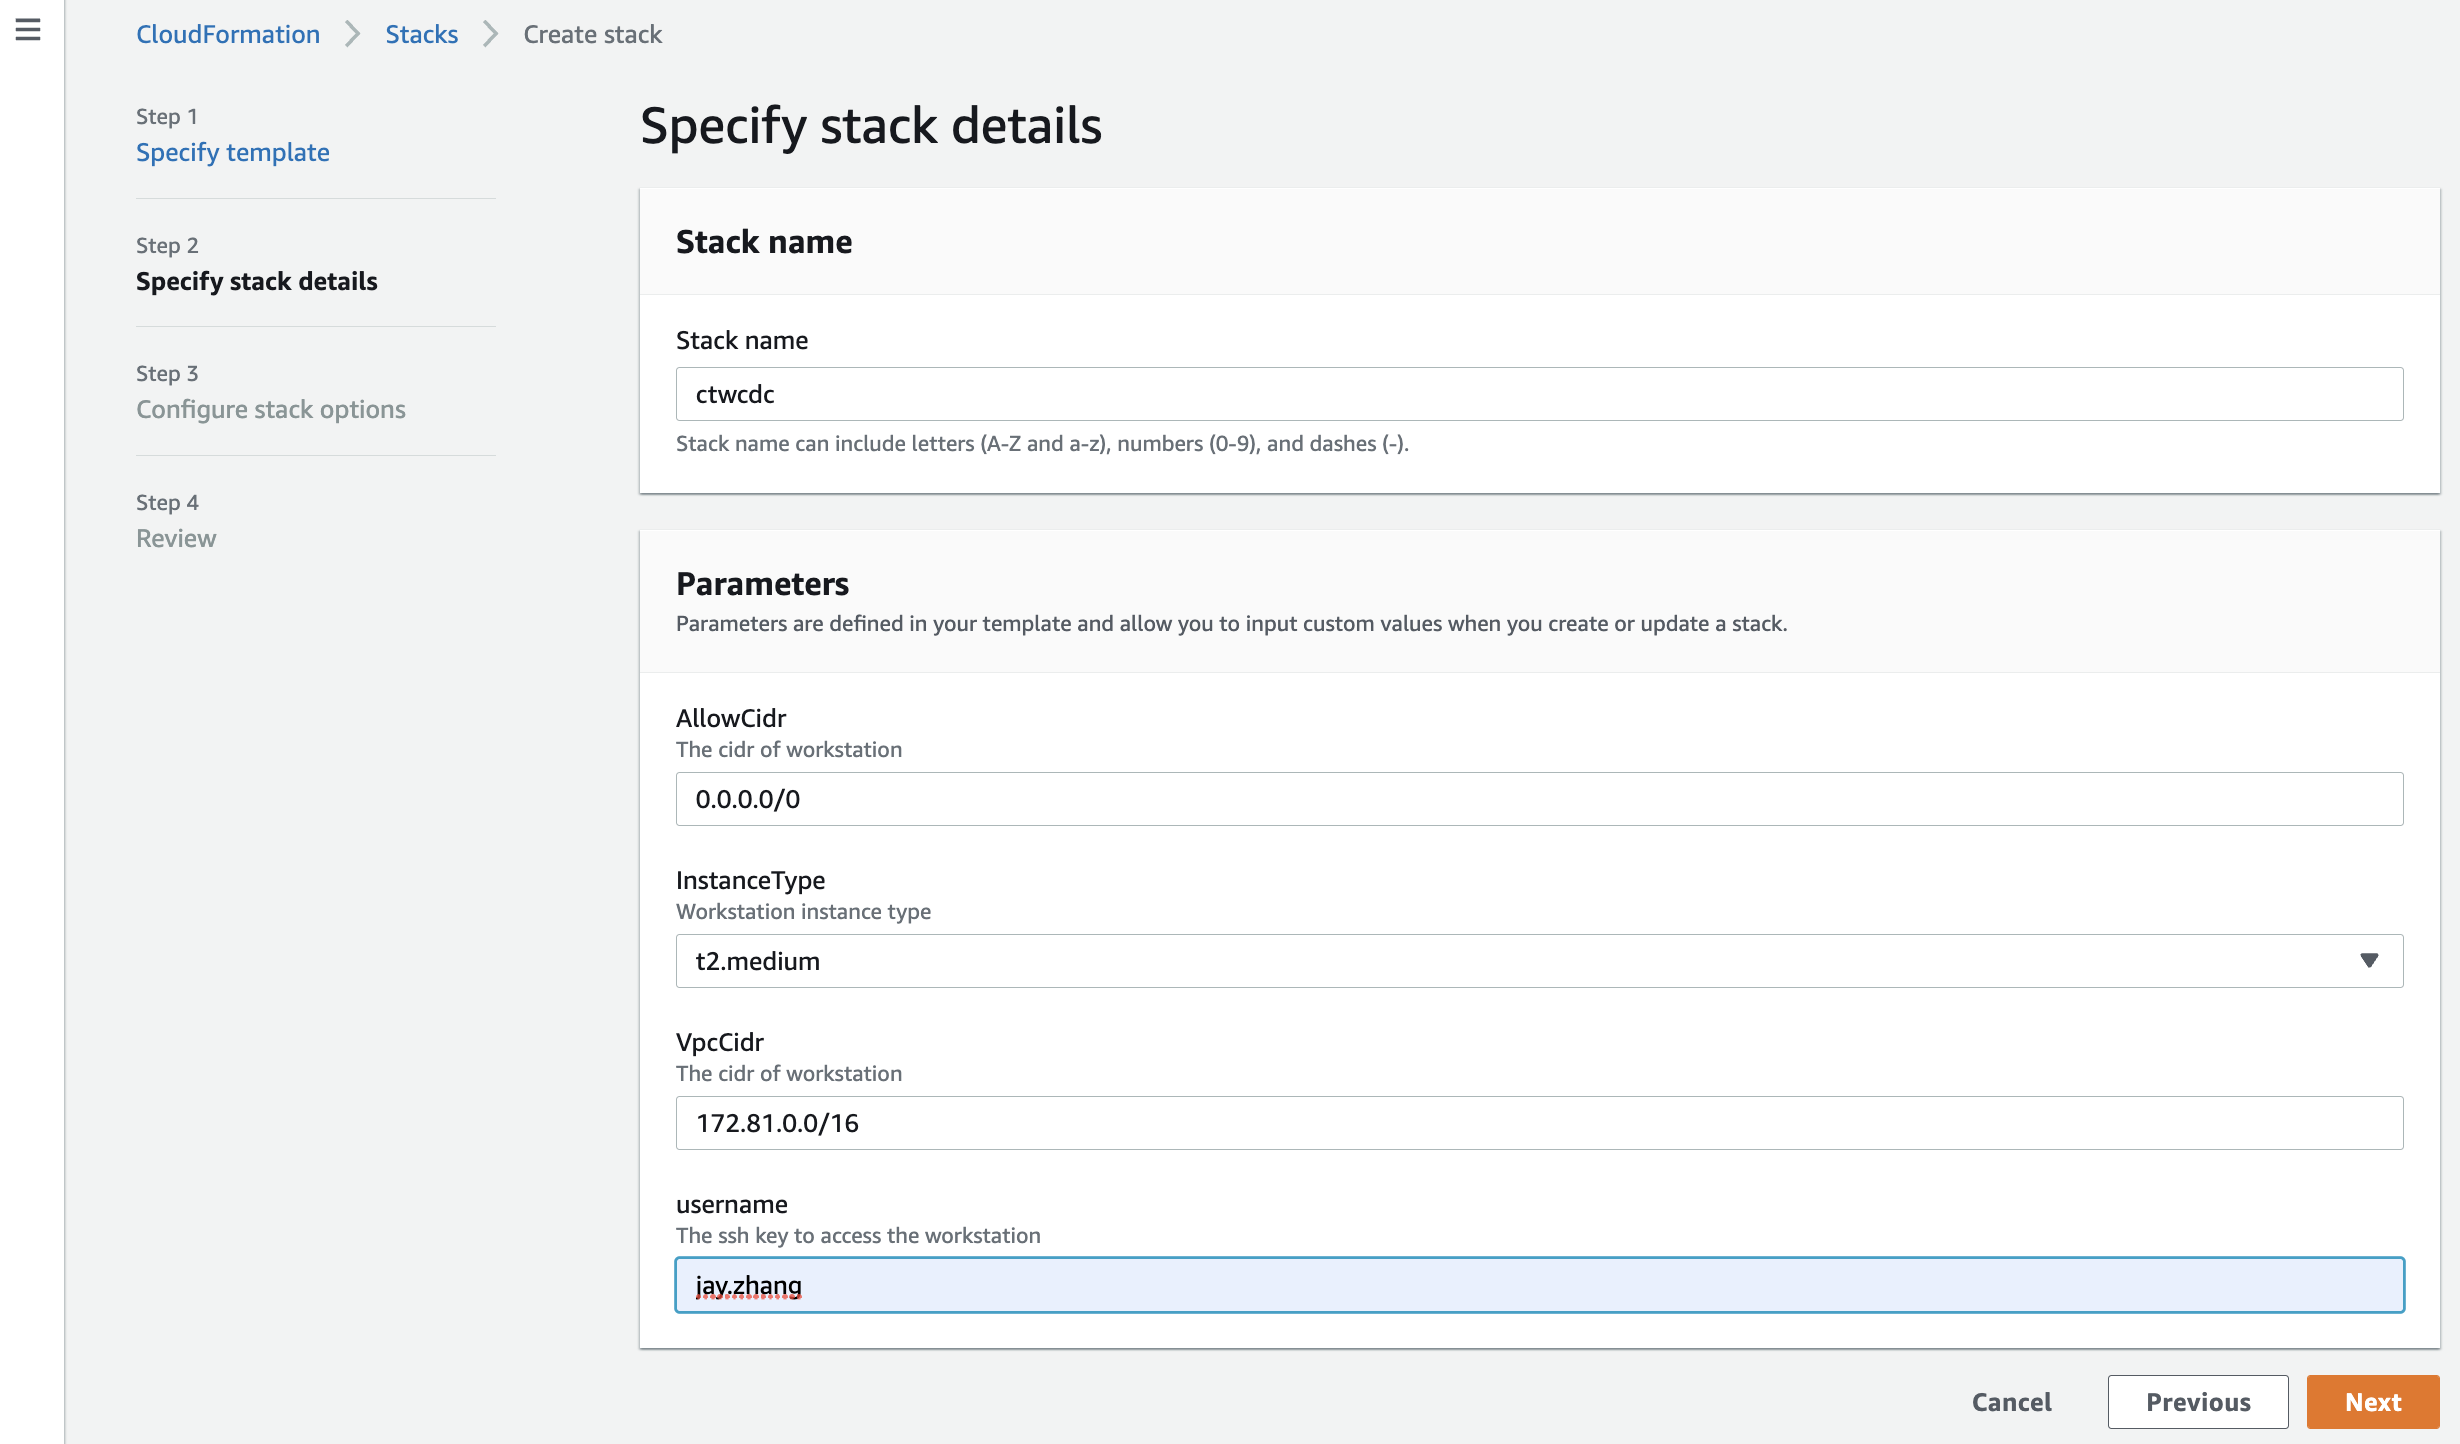 CloudFormation > Stacks > Create stack
Step 1
Specify template
Step 2
Specify stack details
Step 3
Configure stack options
Step 4
Review
Specify stack details
Stack name
Stack name
ctwcdc
Stack name can include letters (A-Z and a-z), numbers (0-9), and dashes (-).
Parameters
Parameters are defined in your template and allow you to input custom values when you create or update a stack.
AllowCidr
The cidr of workstation
0.0.0.0/0
InstanceType
Workstation instance type
t2.medium
VpcCidr
The cidr of workstation
172.81.0.0/16
username
The ssh key to access the workstation
jay.zhang
Cancel
Previous
Next